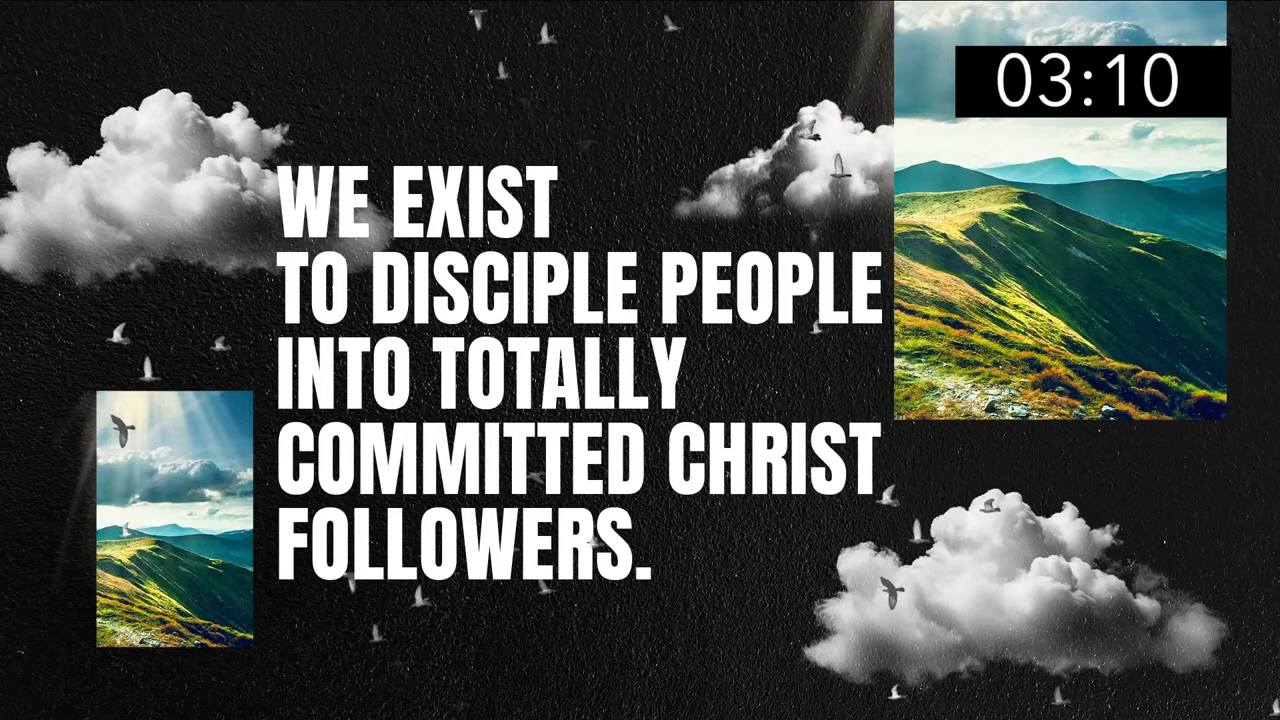 03:10
WE EXIST
TO DISCIPLE PEOPLE
INTO TOTALLY
COMMITTED CHRIST
FOLLOWERS.